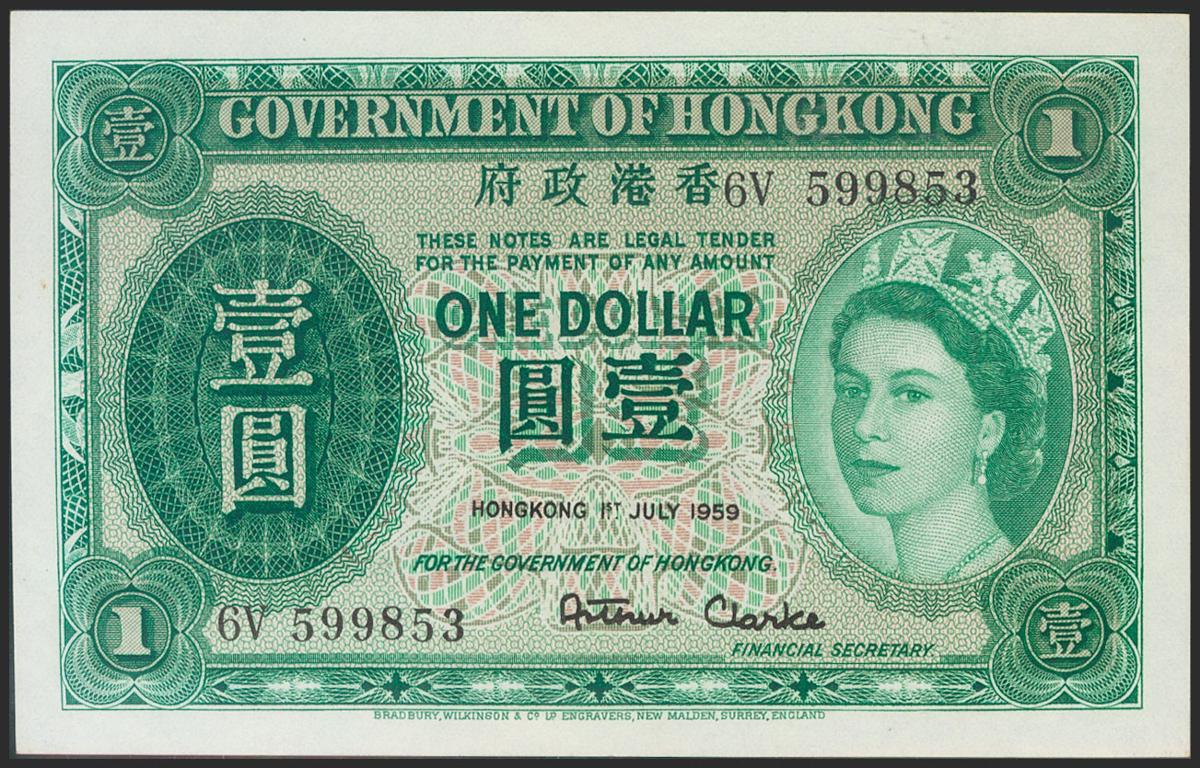 壹
GOVERNMENT OF HONGKONG
1
府政港香
6V 599853
THESE NOTES ARE LEGAL TENDER
FOR THE PAYMENT OF ANY AMOUNT
ONE DOLLAR
圓壹
壹
圓
HONGKONG 1ST JULY 1959
FOR THE GOVERNMENT OF HONGKONG.
Arthur Clarke
FINANCIAL SECRETARY
1
6V 599853
壹
BRADBURY, WILKINSON & Co. Ld. ENGRAVERS, NEW MALDEN, SURREY, ENGLAND